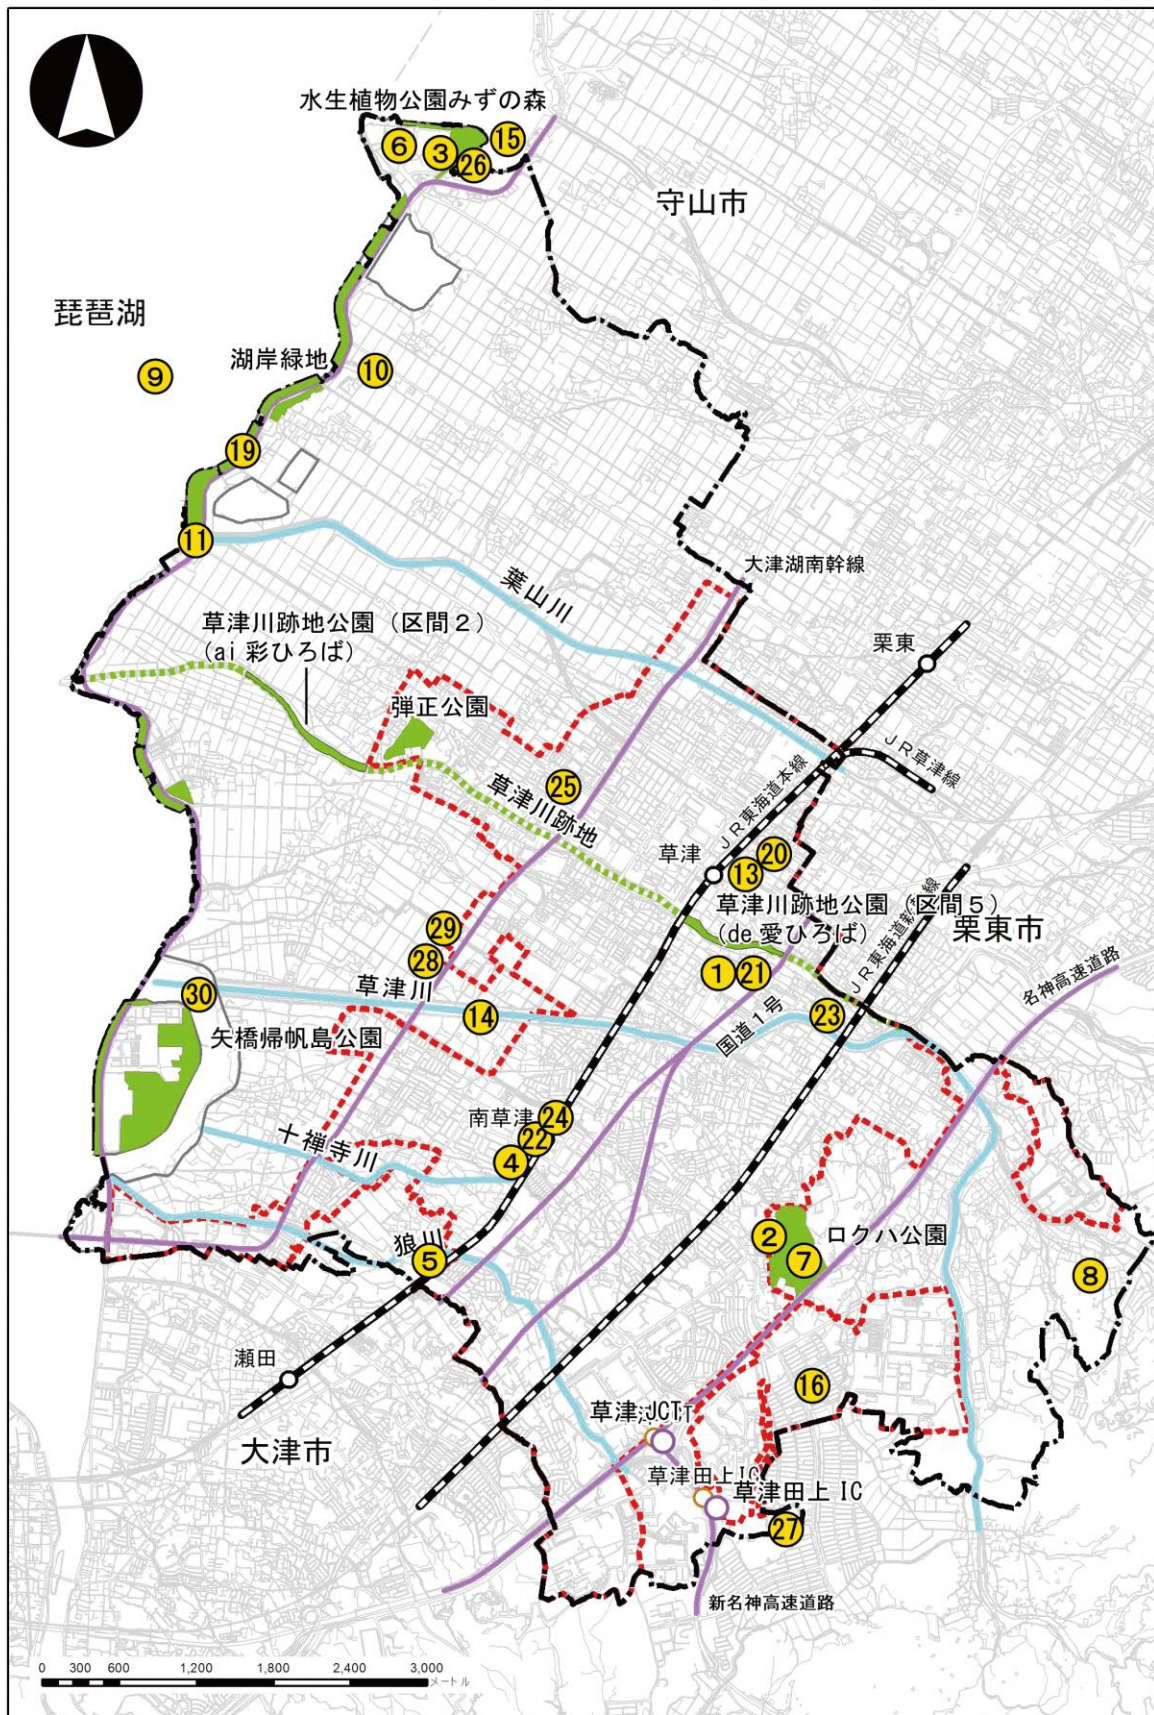 水生植物公園みずの森
⑥
③
㉖
⑮
守山市
琵琶湖
⑨
湖岸緑地
⑩
⑲
⑪
大津湖南幹線
葉山川
草津川跡地公園（区間２）
(ai 彩ひろば)
栗東
弾正公園
ＪＲ草津線
ＪＲ東海道本線
㉕
草津川跡地
草津
⑬
⑳
草津川跡地公園（区間５）
(de 愛ひろば)
栗東市
ＪＲ東海道新幹線
名神高速道路
㉙
㉘
①
㉑
草津川
⑭
国道１号
㉓
㉚
矢橋帰帆島公園
南草津
㉔
㉒
④
十禅寺川
狼川
⑤
②
⑦
ロクハ公園
⑧
瀬田
⑯
大津市
草津JCT
草津田上IC
草津田上 IC
㉗
新名神高速道路
0 300 600 1,200 1,800 2,400 3,000
メートル